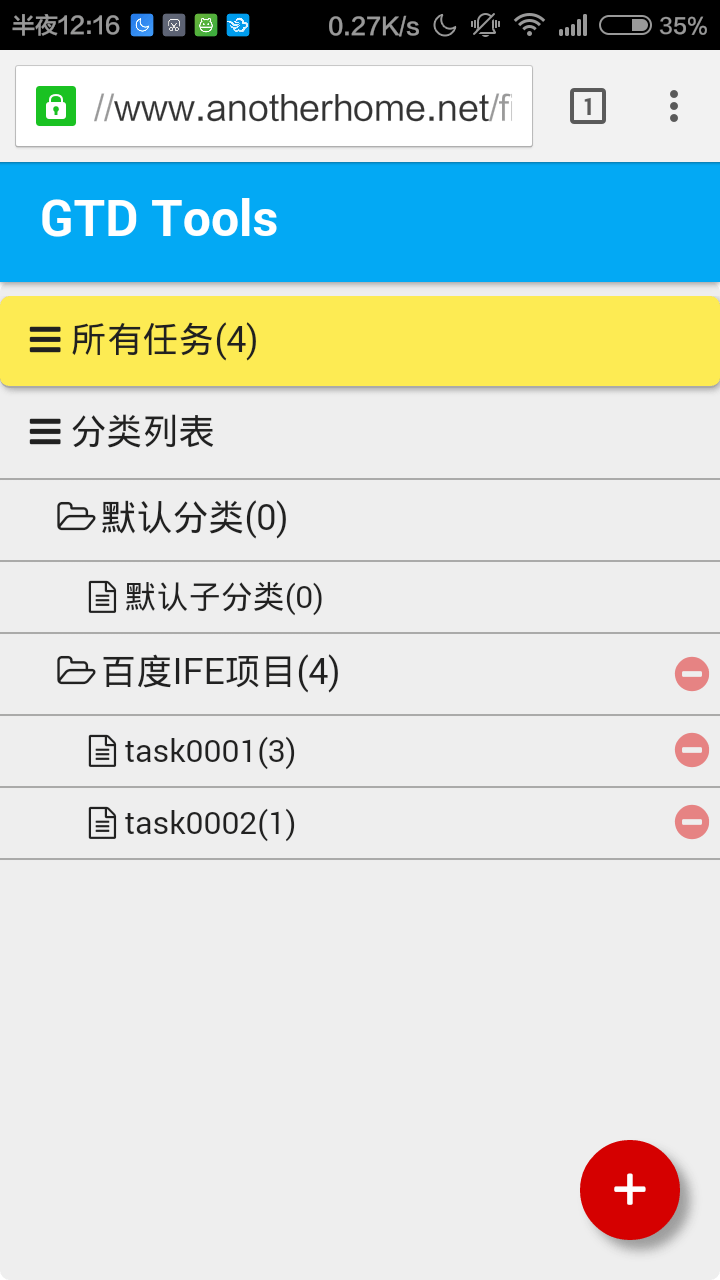 半夜12:16 0.27K/s 35%
//www.anotherhome.net/f
1
GTD Tools
所有任务(4)
分类列表
默认分类(0)
默认子分类(0)
百度IFE项目(4)
task0001(3)
task0002(1)